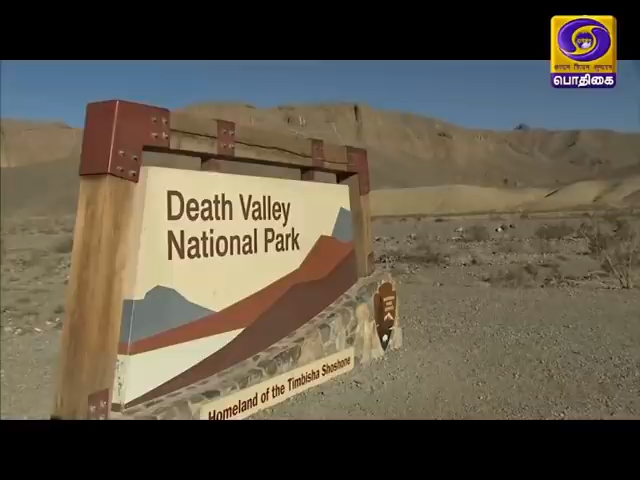 பொதிகை
Death Valley
National Park
Homeland of the Timbisha Shoshone